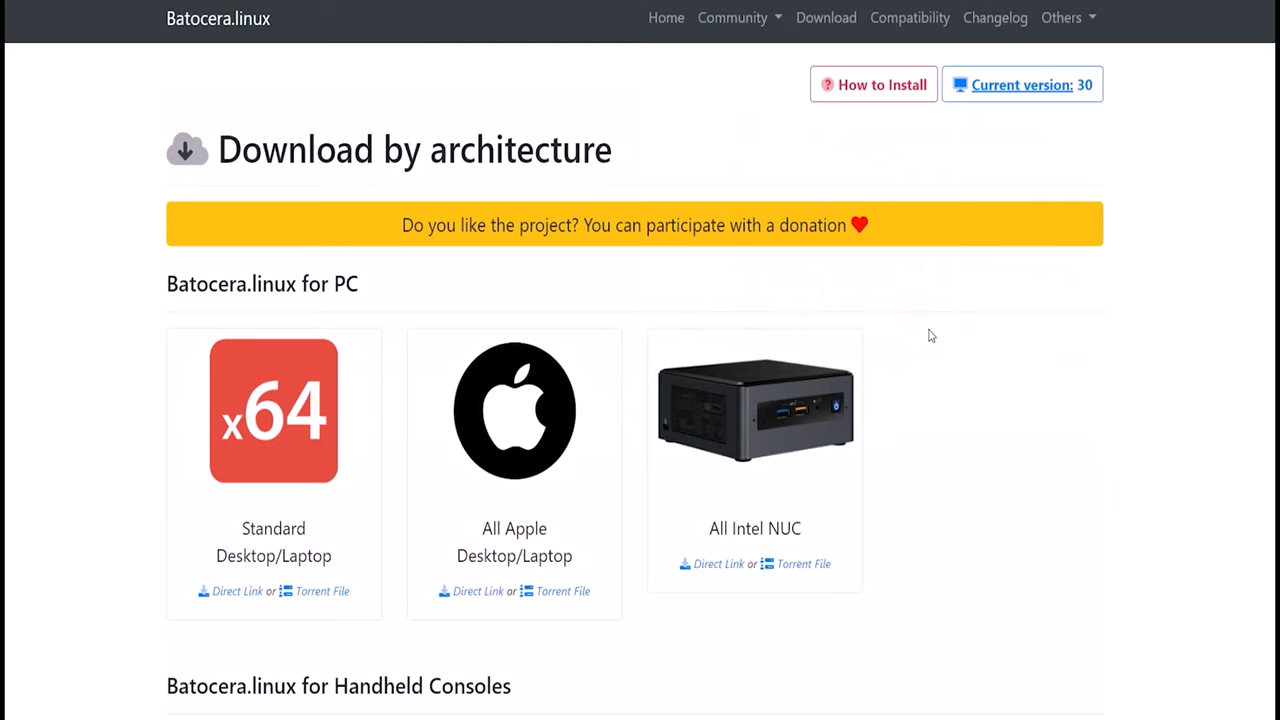 Batocera.linux
Home Community Download Compatibility Changelog Others
? How to Install
Current version: 30
Download by architecture
Do you like the project? You can participate with a donation
Batocera.linux for PC
x64
Standard
Desktop/Laptop
Direct Link or Torrent File
All Apple
Desktop/Laptop
Direct Link or Torrent File
All Intel NUC
Direct Link or Torrent File
Batocera.linux for Handheld Consoles